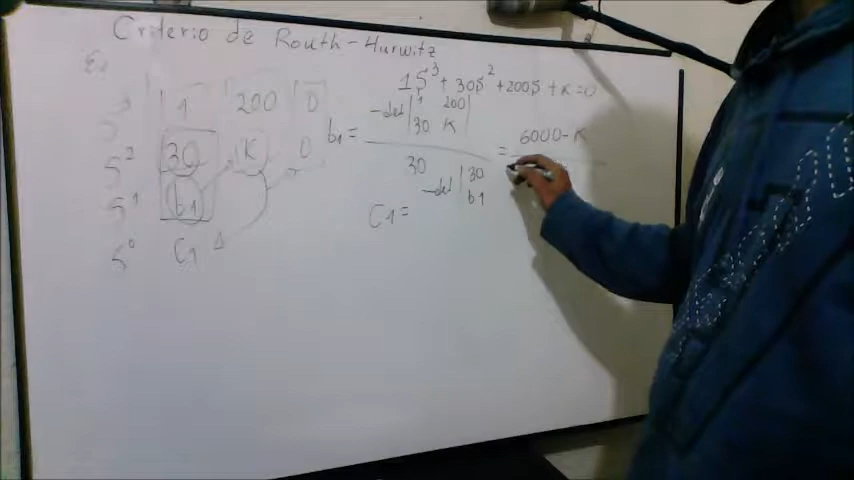 Criterio de Routh-Hurwitz
Ej
1S³ + 30S² + 200S + K = 0
S³ | 1 | 200 | 0
S² 30 K 0
S¹ b1
S⁰ C1
b1 = -det | 1 200 | = 6000-K
30 K
30
C1 = -det | 30
b1